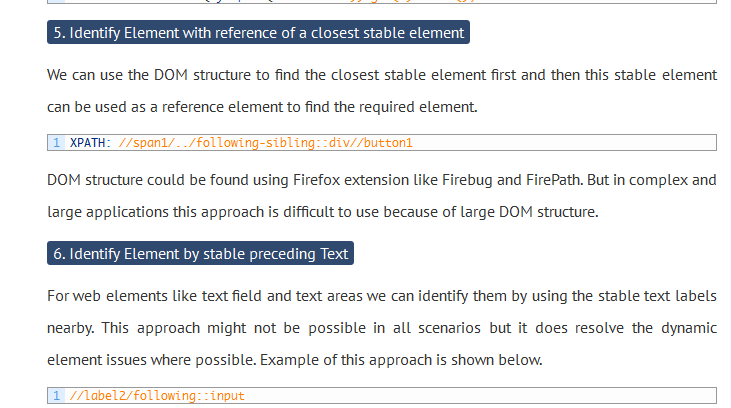 5. Identify Element with reference of a closest stable element
We can use the DOM structure to find the closest stable element first and then this stable element
can be used as a reference element to find the required element.
1 XPATH: //span1/../following-sibling::div//button1
DOM structure could be found using Firefox extension like Firebug and FirePath. But in complex and
large applications this approach is difficult to use because of large DOM structure.
6. Identify Element by stable preceding Text
For web elements like text field and text areas we can identify them by using the stable text labels
nearby. This approach might not be possible in all scenarios but it does resolve the dynamic
element issues where possible. Example of this approach is shown below.
1 //label2/following::input